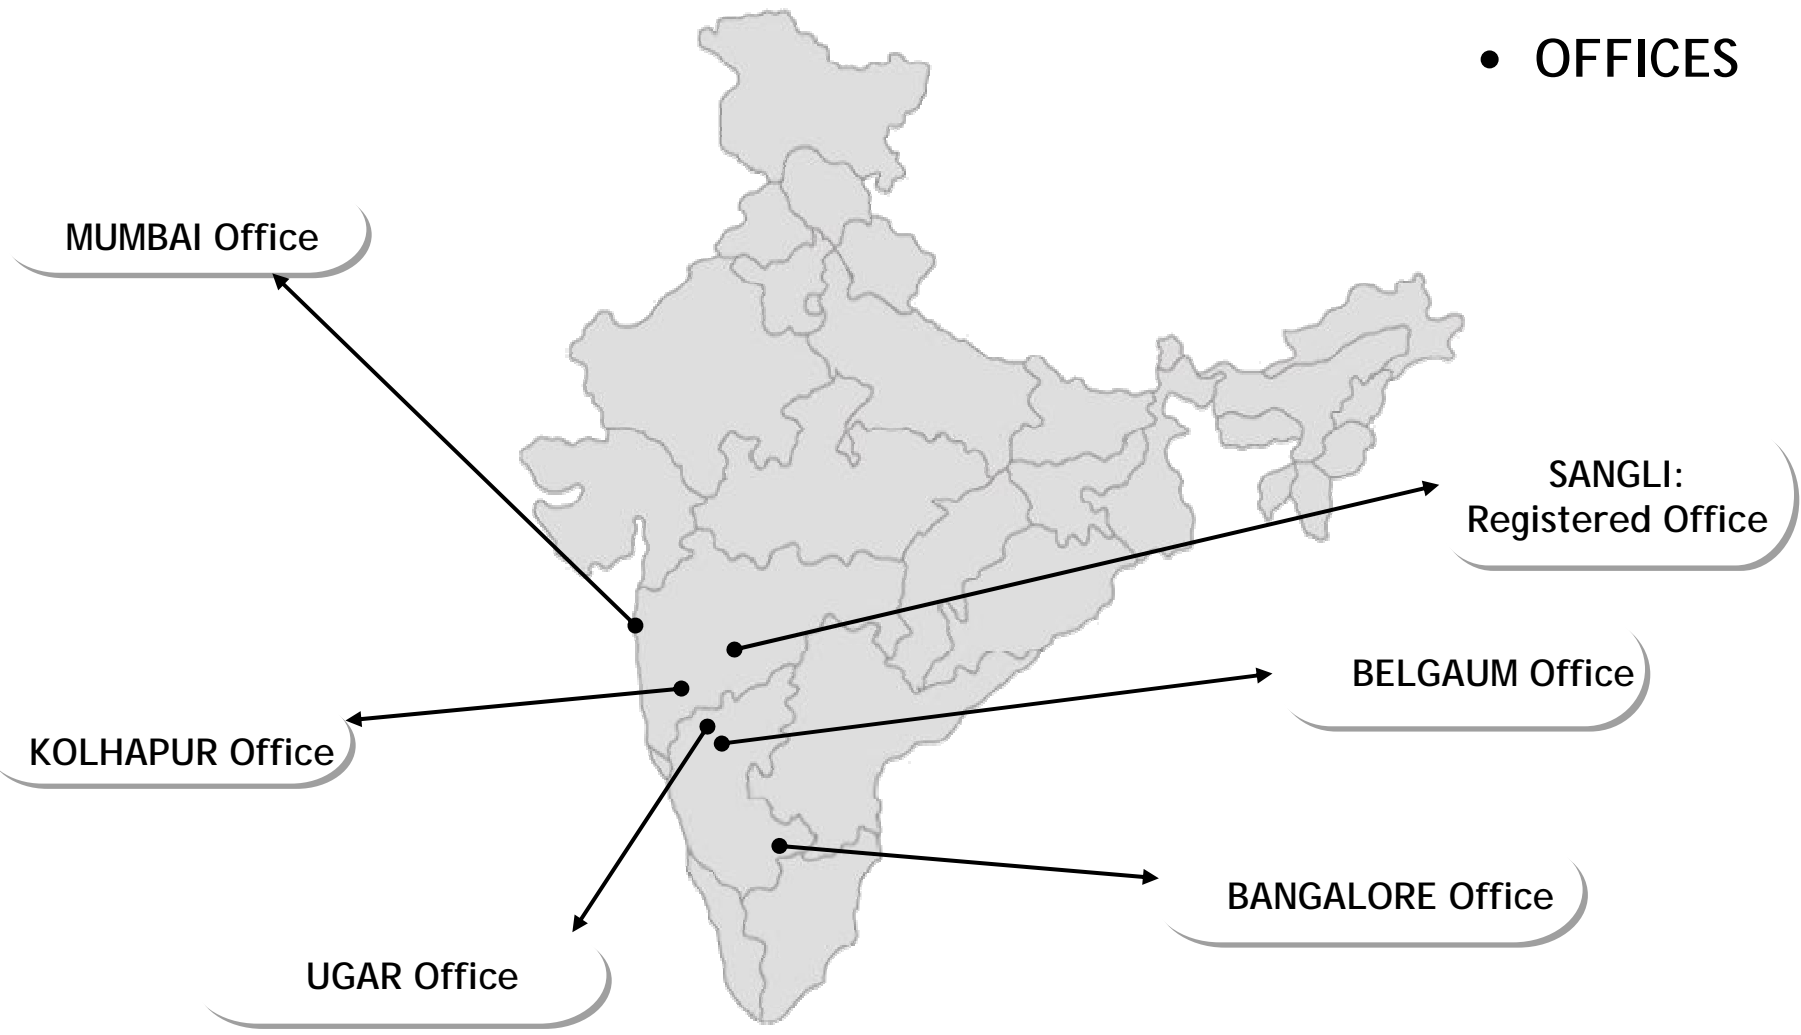 • OFFICES
MUMBAI Office
SANGLI:
Registered Office
BELGAUM Office
KOLHAPUR Office
BANGALORE Office
UGAR Office